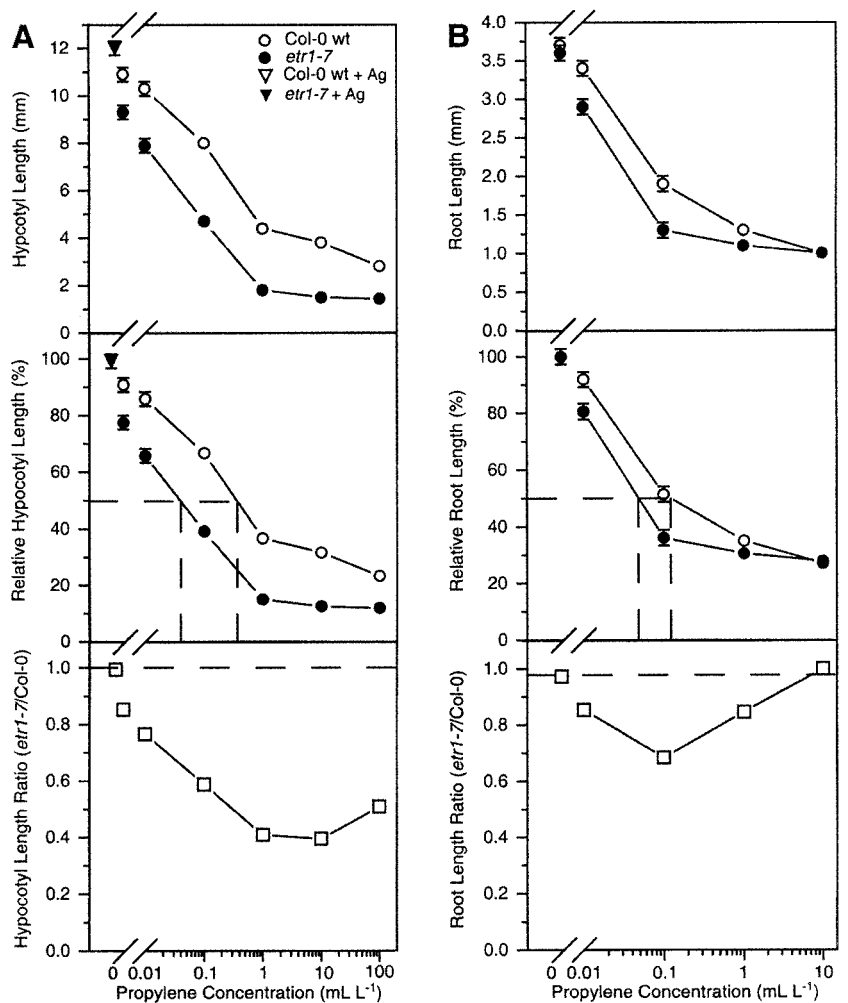 A
Col-0 wt
etr1-7
Col-0 wt + Ag
etr1-7 + Ag
Hypcotyl Length (mm)
12
10
8
6
4
2
0
Relative Hypocotyl Length (%)
100
80
60
40
20
0
Hypocotyl Length Ratio (etr1-7/Col-0)
1.0
0.8
0.6
0.4
0.2
0.0
0 0.01 0.1 1 10 100
Propylene Concentration (mL L-1)
B
Root Length (mm)
4.0
3.5
3.0
2.5
2.0
1.5
1.0
0.5
0.0
Relative Root Length (%)
100
80
60
40
20
0
Root Length Ratio (etr1-7/Col-0)
1.0
0.8
0.6
0.4
0.2
0.0
0 0.01 0.1 1 10
Propylene Concentration (mL L-1)